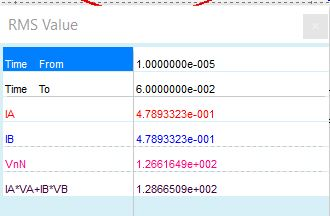 RMS Value
Time From 1.0000000e-005
Time To 6.0000000e-002
IA 4.7893323e-001
IB 4.7893323e-001
VnN 1.2661649e+002
IA*VA+IB*VB 1.2866509e+002